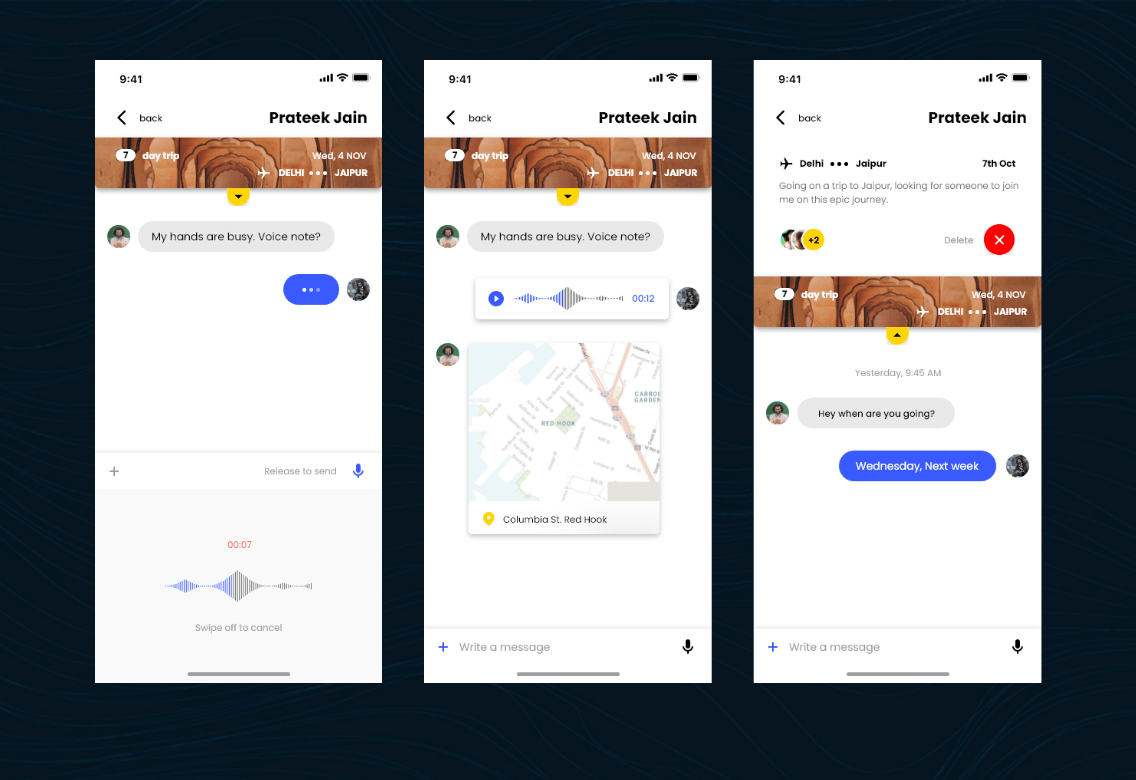 9:41
back
Prateek Jain
7 day trip
Wed, 4 NOV
DELHI ••• JAIPUR
My hands are busy. Voice note?
Release to send
00:07
Swipe off to cancel
9:41
back
Prateek Jain
7 day trip
Wed, 4 NOV
DELHI ••• JAIPUR
My hands are busy. Voice note?
00:12
CARROLL
GARDENS
RED HOOK
Columbia St. Red Hook
Write a message
9:41
back
Prateek Jain
Delhi ••• Jaipur
7th Oct
Going on a trip to Jaipur, looking for someone to join
me on this epic journey.
+2
Delete
7 day trip
Wed, 4 NOV
DELHI ••• JAIPUR
Yesterday, 9:45 AM
Hey when are you going?
Wednesday, Next week
Write a message